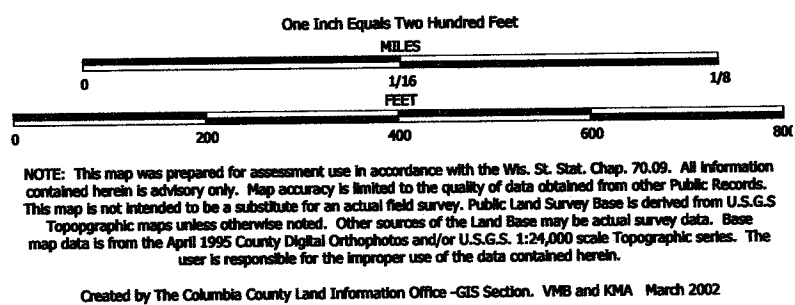 One Inch Equals Two Hundred Feet
MILES
0 1/16 1/8
FEET
0 200 400 600 800
NOTE: This map was prepared for assessment use in accordance with the Wis. St. Stat. Chap. 70.09. All information
contained herein is advisory only. Map accuracy is limited to the quality of data obtained from other Public Records.
This map is not intended to be a substitute for an actual field survey. Public Land Survey Base is derived from U.S.G.S
Topopgraphic maps unless otherwise noted. Other sources of the Land Base may be actual survey data. Base
map data is from the April 1995 County Digital Orthophotos and/or U.S.G.S. 1:24,000 scale Topographic series. The
user is responsible for the improper use of the data contained herein.
Created by The Columbia County Land Information Office -GIS Section. VMB and KMA March 2002